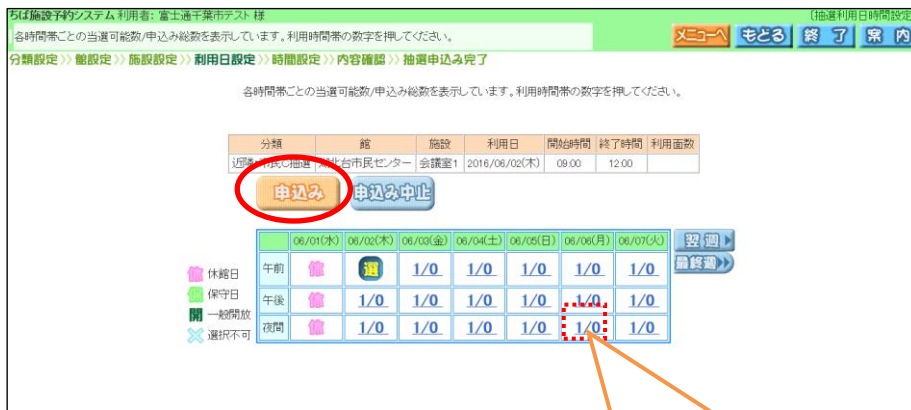 ちば施設予約システム 利用者: 富士通千葉市テスト 様
[抽選利用日時間設定
各時間帯ごとの当選可能数/申込み総数を表示しています。利用時間帯の数字を押してください。
メニューへ もどる 終 了 案 内
分類設定 》 館設定 》 施設設定 》 利用日設定 》 時間設定 》 内容確認 》 抽選申込み完了
各時間帯ごとの当選可能数/申込み総数を表示しています。利用時間帯の数字を押してください。
分類 館 施設 利用日 開始時間 終了時間 利用面数
近隣 市民C抽選 北台市民センター 会議室1 2016/06/02(木) 09:00 12:00
申込み 申込み中止
06/01(水) 06/02(木) 06/03(金) 06/04(土) 06/05(日) 06/06(月) 06/07(火) 翌 週
最終週
午前 休 選 1/0 1/0 1/0 1/0 1/0
午後 休 1/0 1/0 1/0 1/0 1/0 1/0
夜間 休 1/0 1/0 1/0 1/0 1/0 1/0
休 休館日
保守日
開 一般開放
選択不可